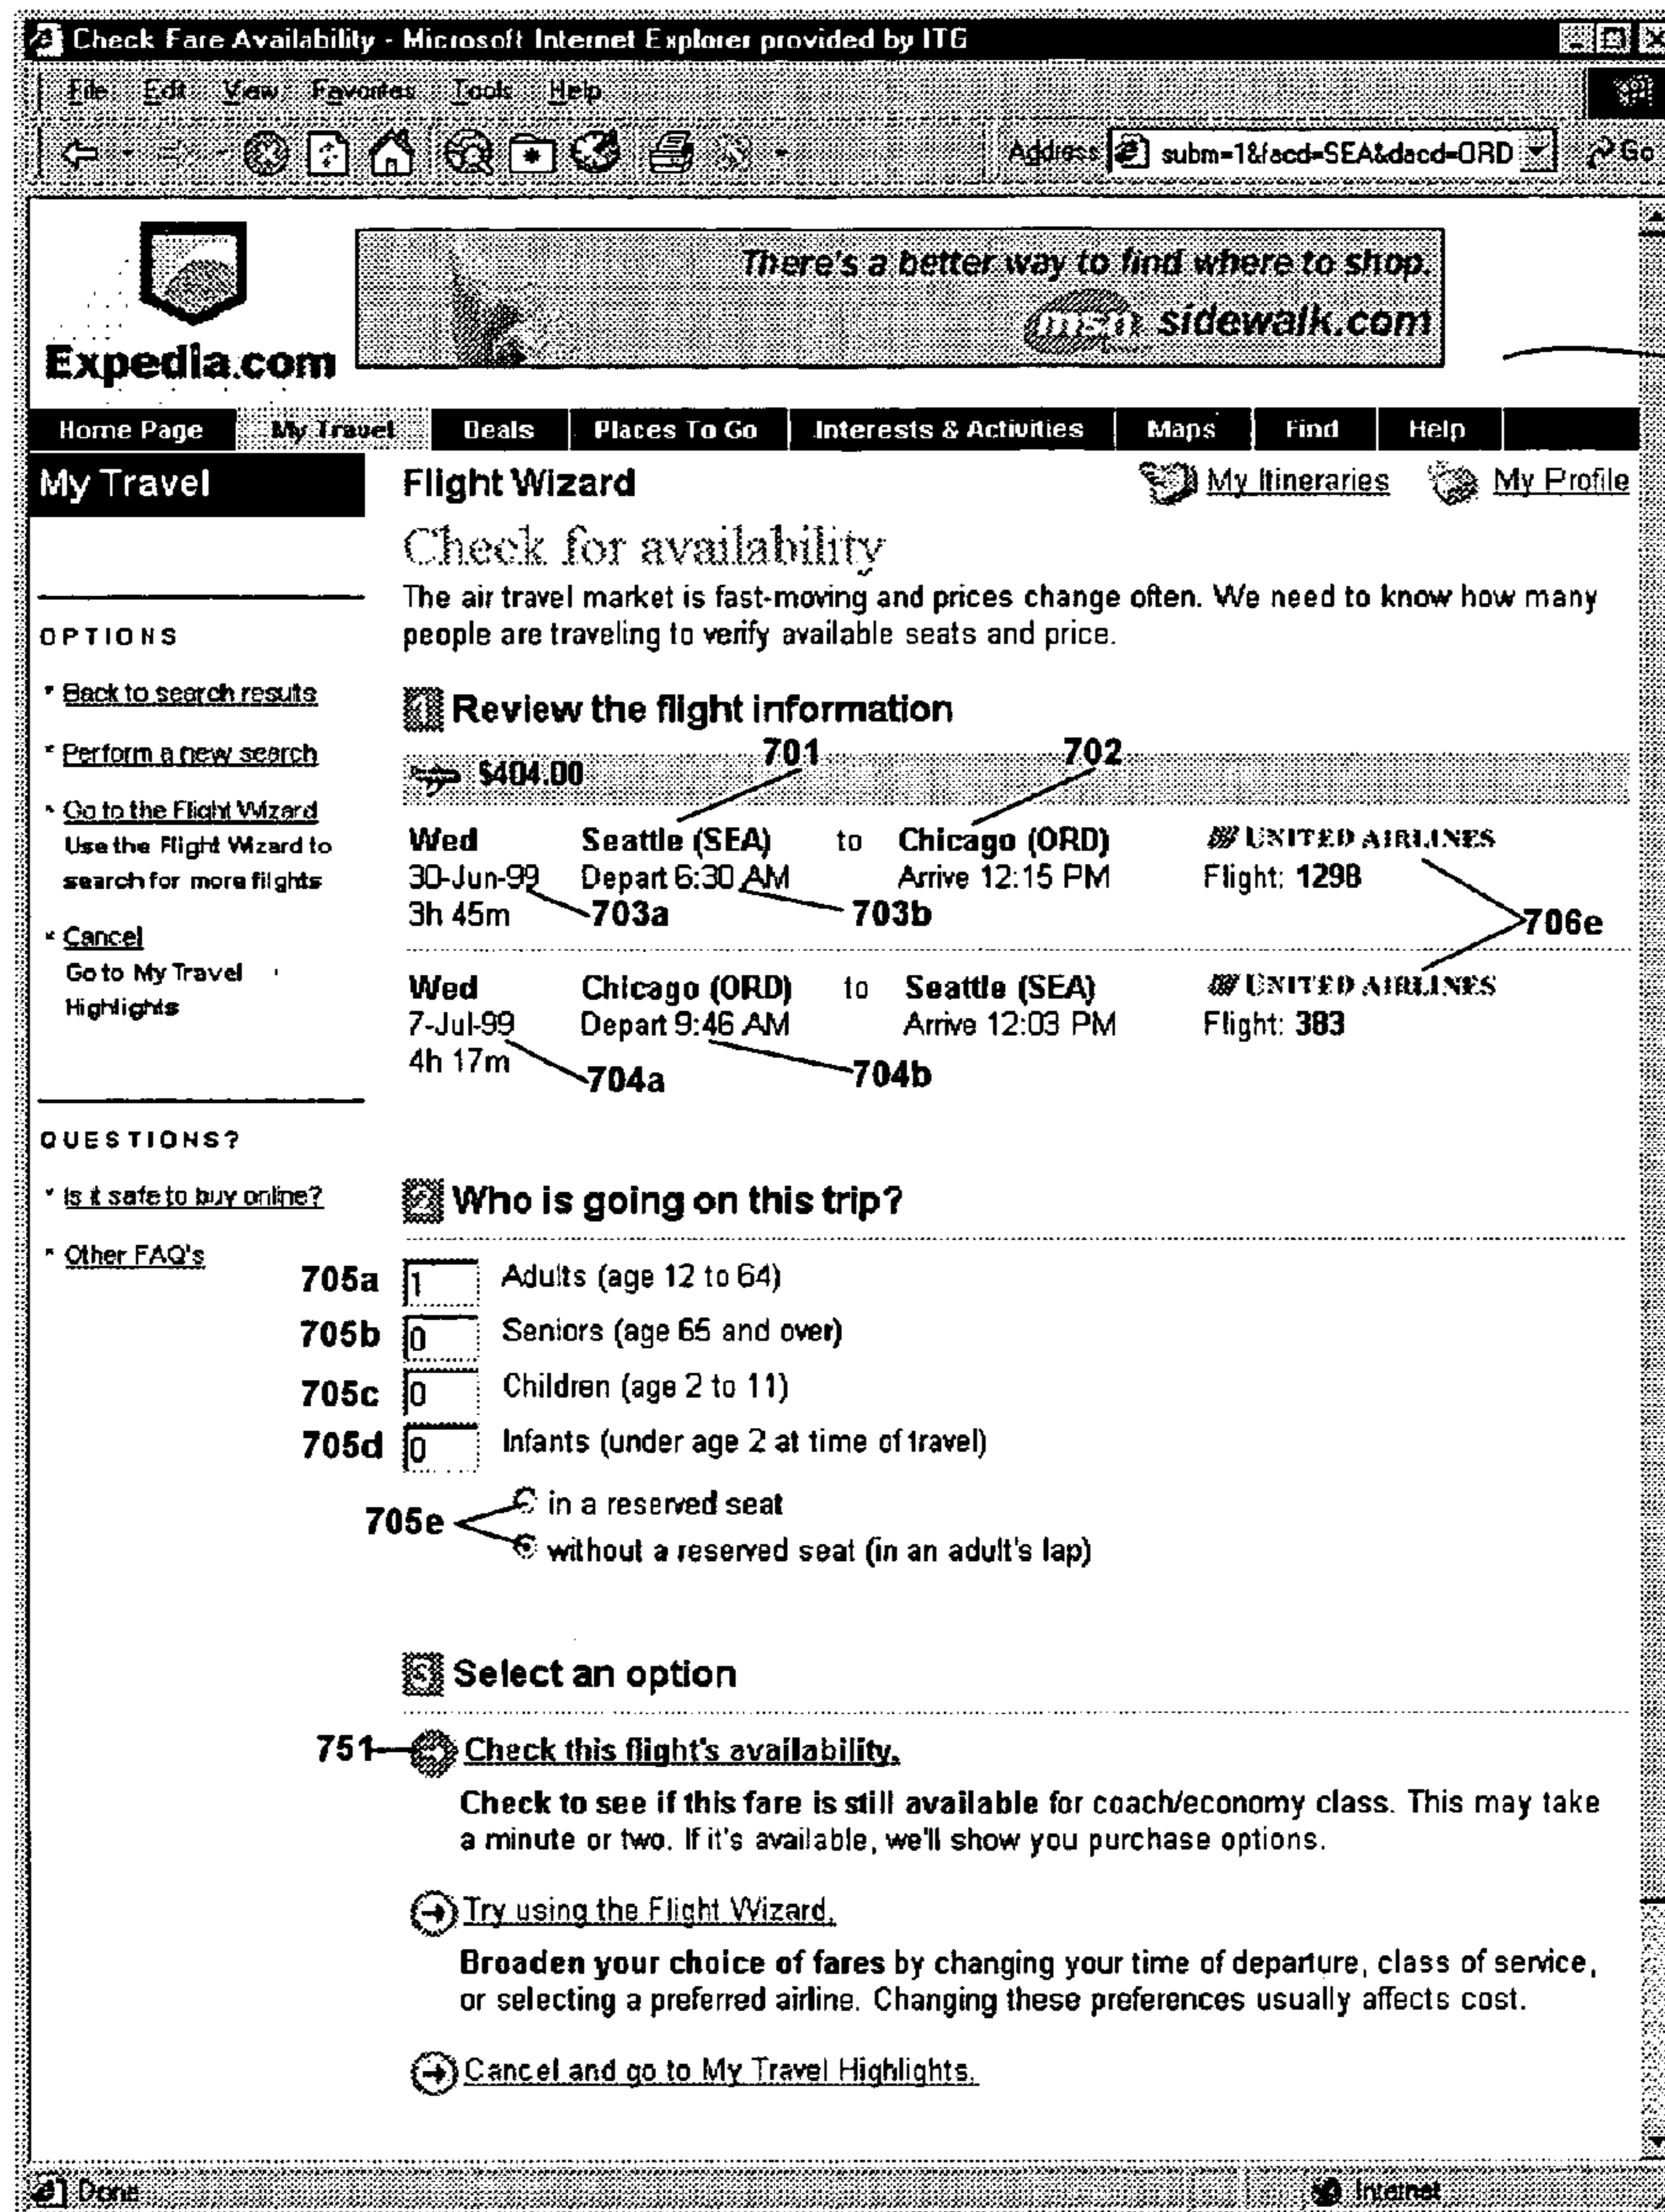 Check Fare Availability - Microsoft Internet Explorer provided by ITG
File Edit View Favorites Tools Help
Address subm=1&facd=SEA&dacd=ORD Go
There's a better way to find where to shop.
msn sidewalk.com
Expedia.com
Home Page My Travel Deals Places To Go Interests & Activities Maps Find Help
My Travel
OPTIONS
Back to search results
Perform a new search
Go to the Flight Wizard
Use the Flight Wizard to
search for more flights
Cancel
Go to My Travel
Highlights
QUESTIONS?
Is it safe to buy online?
Other FAQ's
Flight Wizard My Itineraries My Profile
Check for availability
The air travel market is fast-moving and prices change often. We need to know how many
people are traveling to verify available seats and price.
1 Review the flight information
701 702
$404.00
Wed Seattle (SEA) to Chicago (ORD) UNITED AIRLINES
30-Jun-99 Depart 6:30 AM Arrive 12:15 PM Flight: 1298
3h 45m 703a 703b 706e
Wed Chicago (ORD) to Seattle (SEA) UNITED AIRLINES
7-Jul-99 Depart 9:46 AM Arrive 12:03 PM Flight: 383
4h 17m 704a 704b
2 Who is going on this trip?
705a 1 Adults (age 12 to 64)
705b 0 Seniors (age 65 and over)
705c 0 Children (age 2 to 11)
705d 0 Infants (under age 2 at time of travel)
705e in a reserved seat
without a reserved seat (in an adult's lap)
3 Select an option
751 Check this flight's availability.
Check to see if this fare is still available for coach/economy class. This may take
a minute or two. If it's available, we'll show you purchase options.
Try using the Flight Wizard.
Broaden your choice of fares by changing your time of departure, class of service,
or selecting a preferred airline. Changing these preferences usually affects cost.
Cancel and go to My Travel Highlights.
Done Internet